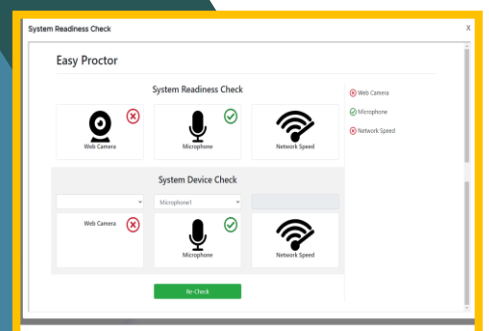 System Readiness Check
X
Easy Proctor
System Readiness Check
Web Camera
Microphone
Network Speed
Web Camera
Microphone
Network Speed
System Device Check
Microphone1
Web Camera
Microphone
Network Speed
Re-Check